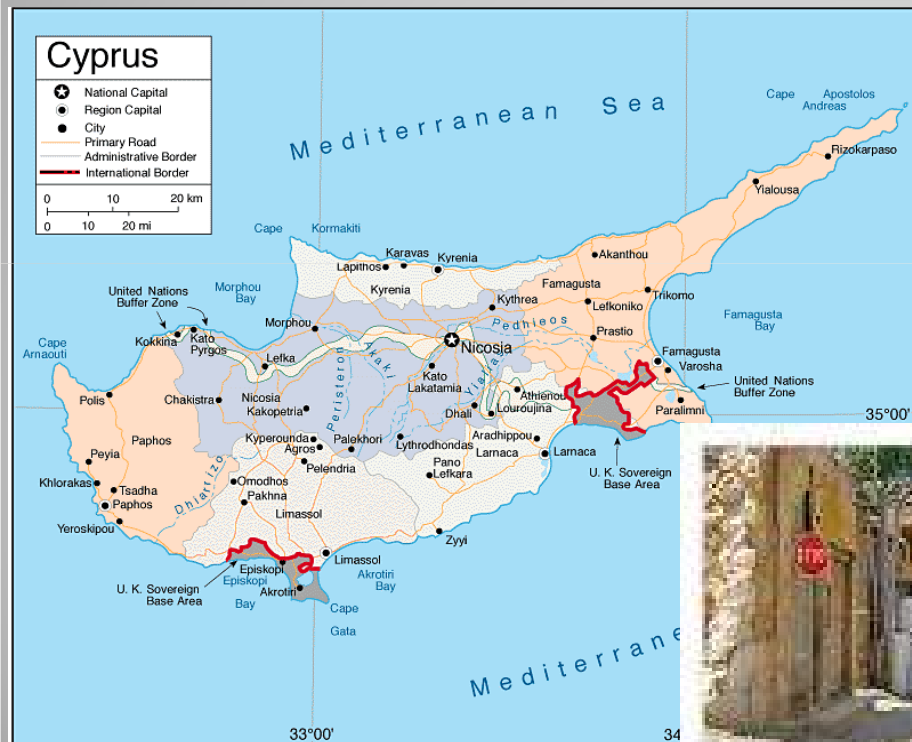 Cyprus
National Capital
Region Capital
City
Primary Road
Administrative Border
International Border
0 10 20 km
0 10 20 mi
Mediterranean Sea
Cape Apostolos
Andreas
Rizokarpaso
Yialousa
Cape Kormakiti
Karavas
Kyrenia
Lapithos
Kyrenia
Akanthou
Famagusta
Trikomo
Lefkoniko
Kythrea
Morphou
Bay
United Nations
Buffer Zone
Morphou
Pedhieos
Prastio
Famagusta
Bay
Kokkina
Kato
Pyrgos
Nicosia
Cape
Arnaouti
Lefka
Peristeron
Akaki
Yialias
Kato
Lakatamia
Famagusta
Varosha
United Nations
Buffer Zone
Polis
Chakistra
Nicosia
Kakopetria
Dhali
Louroujina
Athienou
Paralimni
35°00'
Paphos
Kyperounda
Agros
Palekhori
Lythrodhondas
Aradhippou
Larnaca
Larnaca
Peyia
Pelendria
Pano
Lefkara
U. K. Sovereign
Base Area
Khlorakas
Tsadha
Paphos
Dhiarizo
Omodhos
Pakhna
Limassol
Yeroskipou
Zyyi
Limassol
Episkopi
Akrotiri
U. K. Sovereign
Base Area
Episkopi
Bay
Akrotiri
Bay
Cape
Gata
Mediterrane
33°00'
34